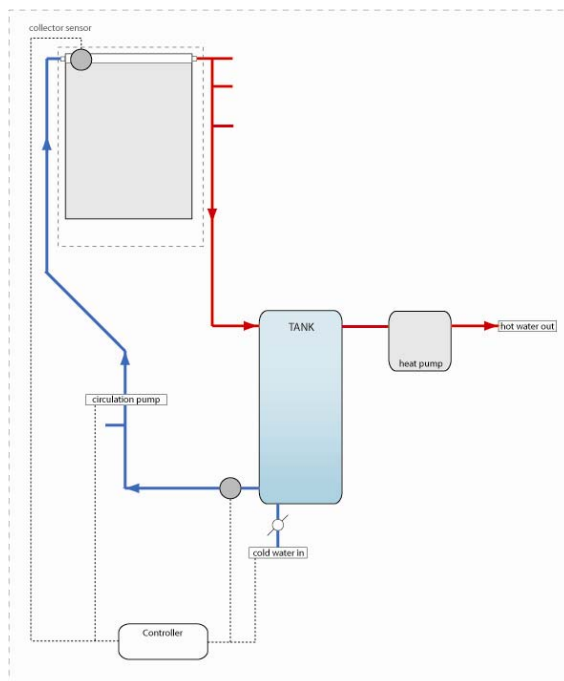 collector sensor
TANK
hot water out
heat pump
circulation pump
cold water in
Controller